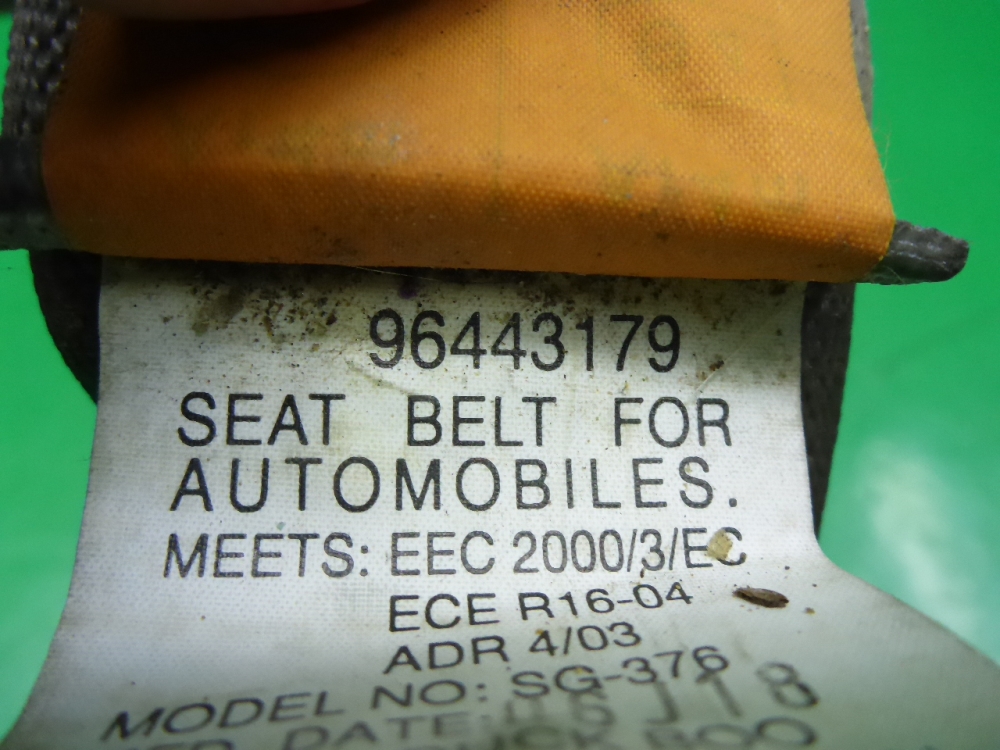 96443179
SEAT BELT FOR
AUTOMOBILES.
MEETS: EEC 2000/3/EC
ECE R16-04
ADR 4/03
MODEL NO: SG-376
DATE: